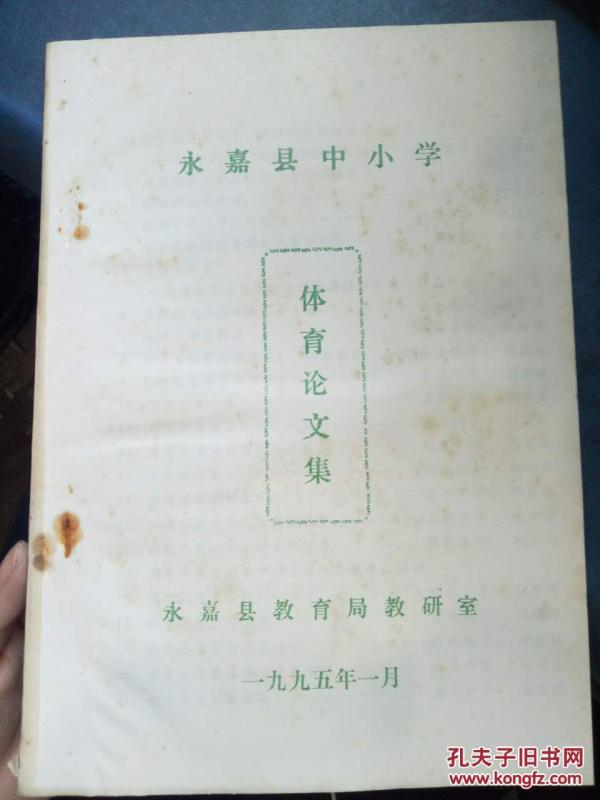 永嘉县中小学
体育论文集
永嘉县教育局教研室
一九九五年一月
孔夫子旧书网
www.kongfz.com